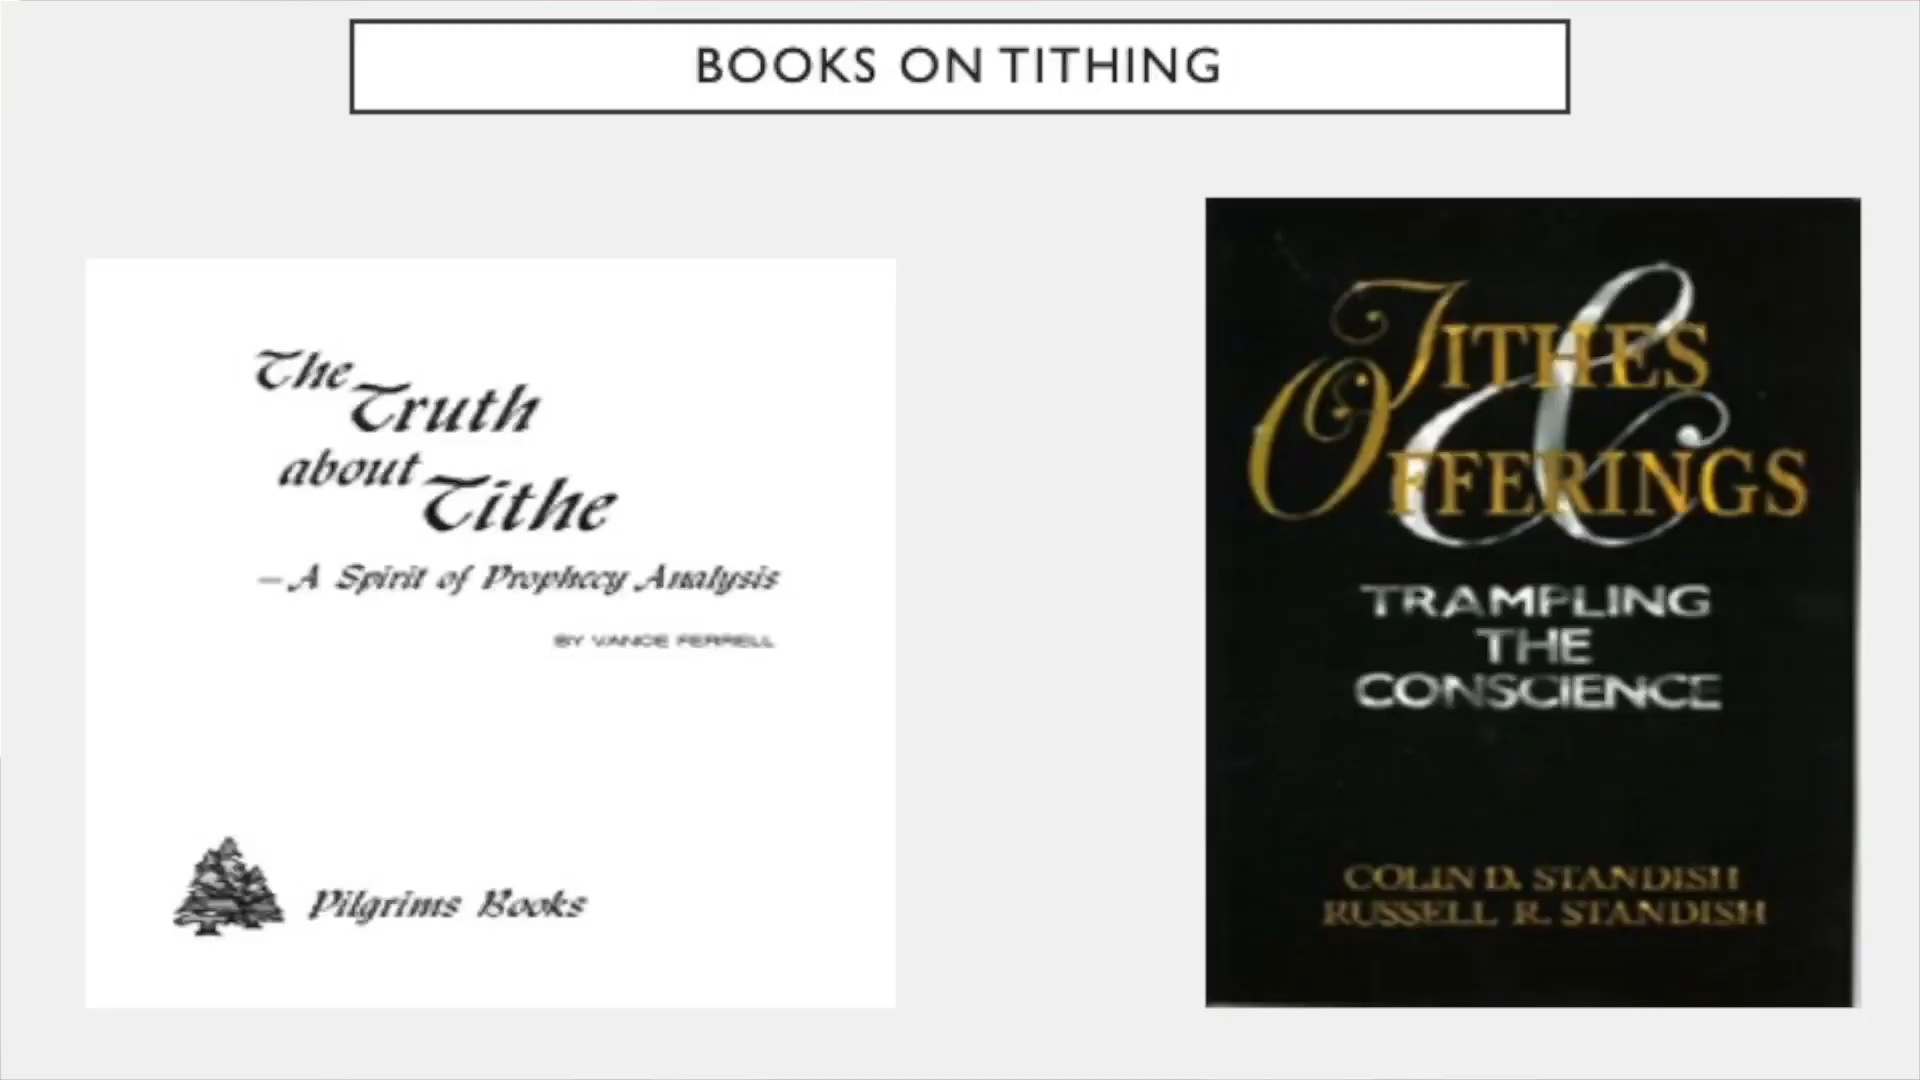 BOOKS ON TITHING
The
Truth
about
Tithe
– A Spirit of Prophecy Analysis
BY VANCE FERRELL
Pilgrims Books
TITHES
&
OFFERINGS
TRAMPLING
THE
CONSCIENCE
COLIN D. STANDISH
RUSSELL R. STANDISH